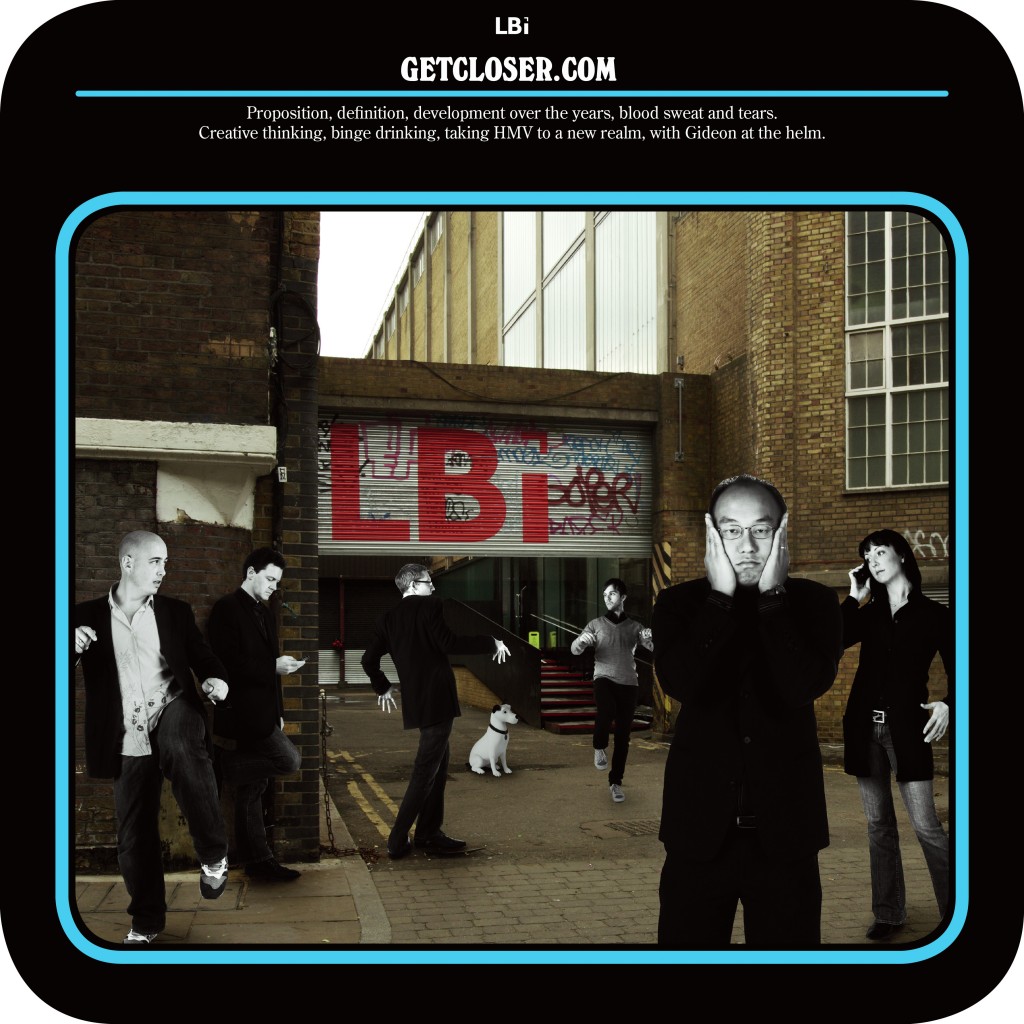 LBi
GETCLOSER.COM
Proposition, definition, development over the years, blood sweat and tears.
Creative thinking, binge drinking, taking HMV to a new realm, with Gideon at the helm.
LBi